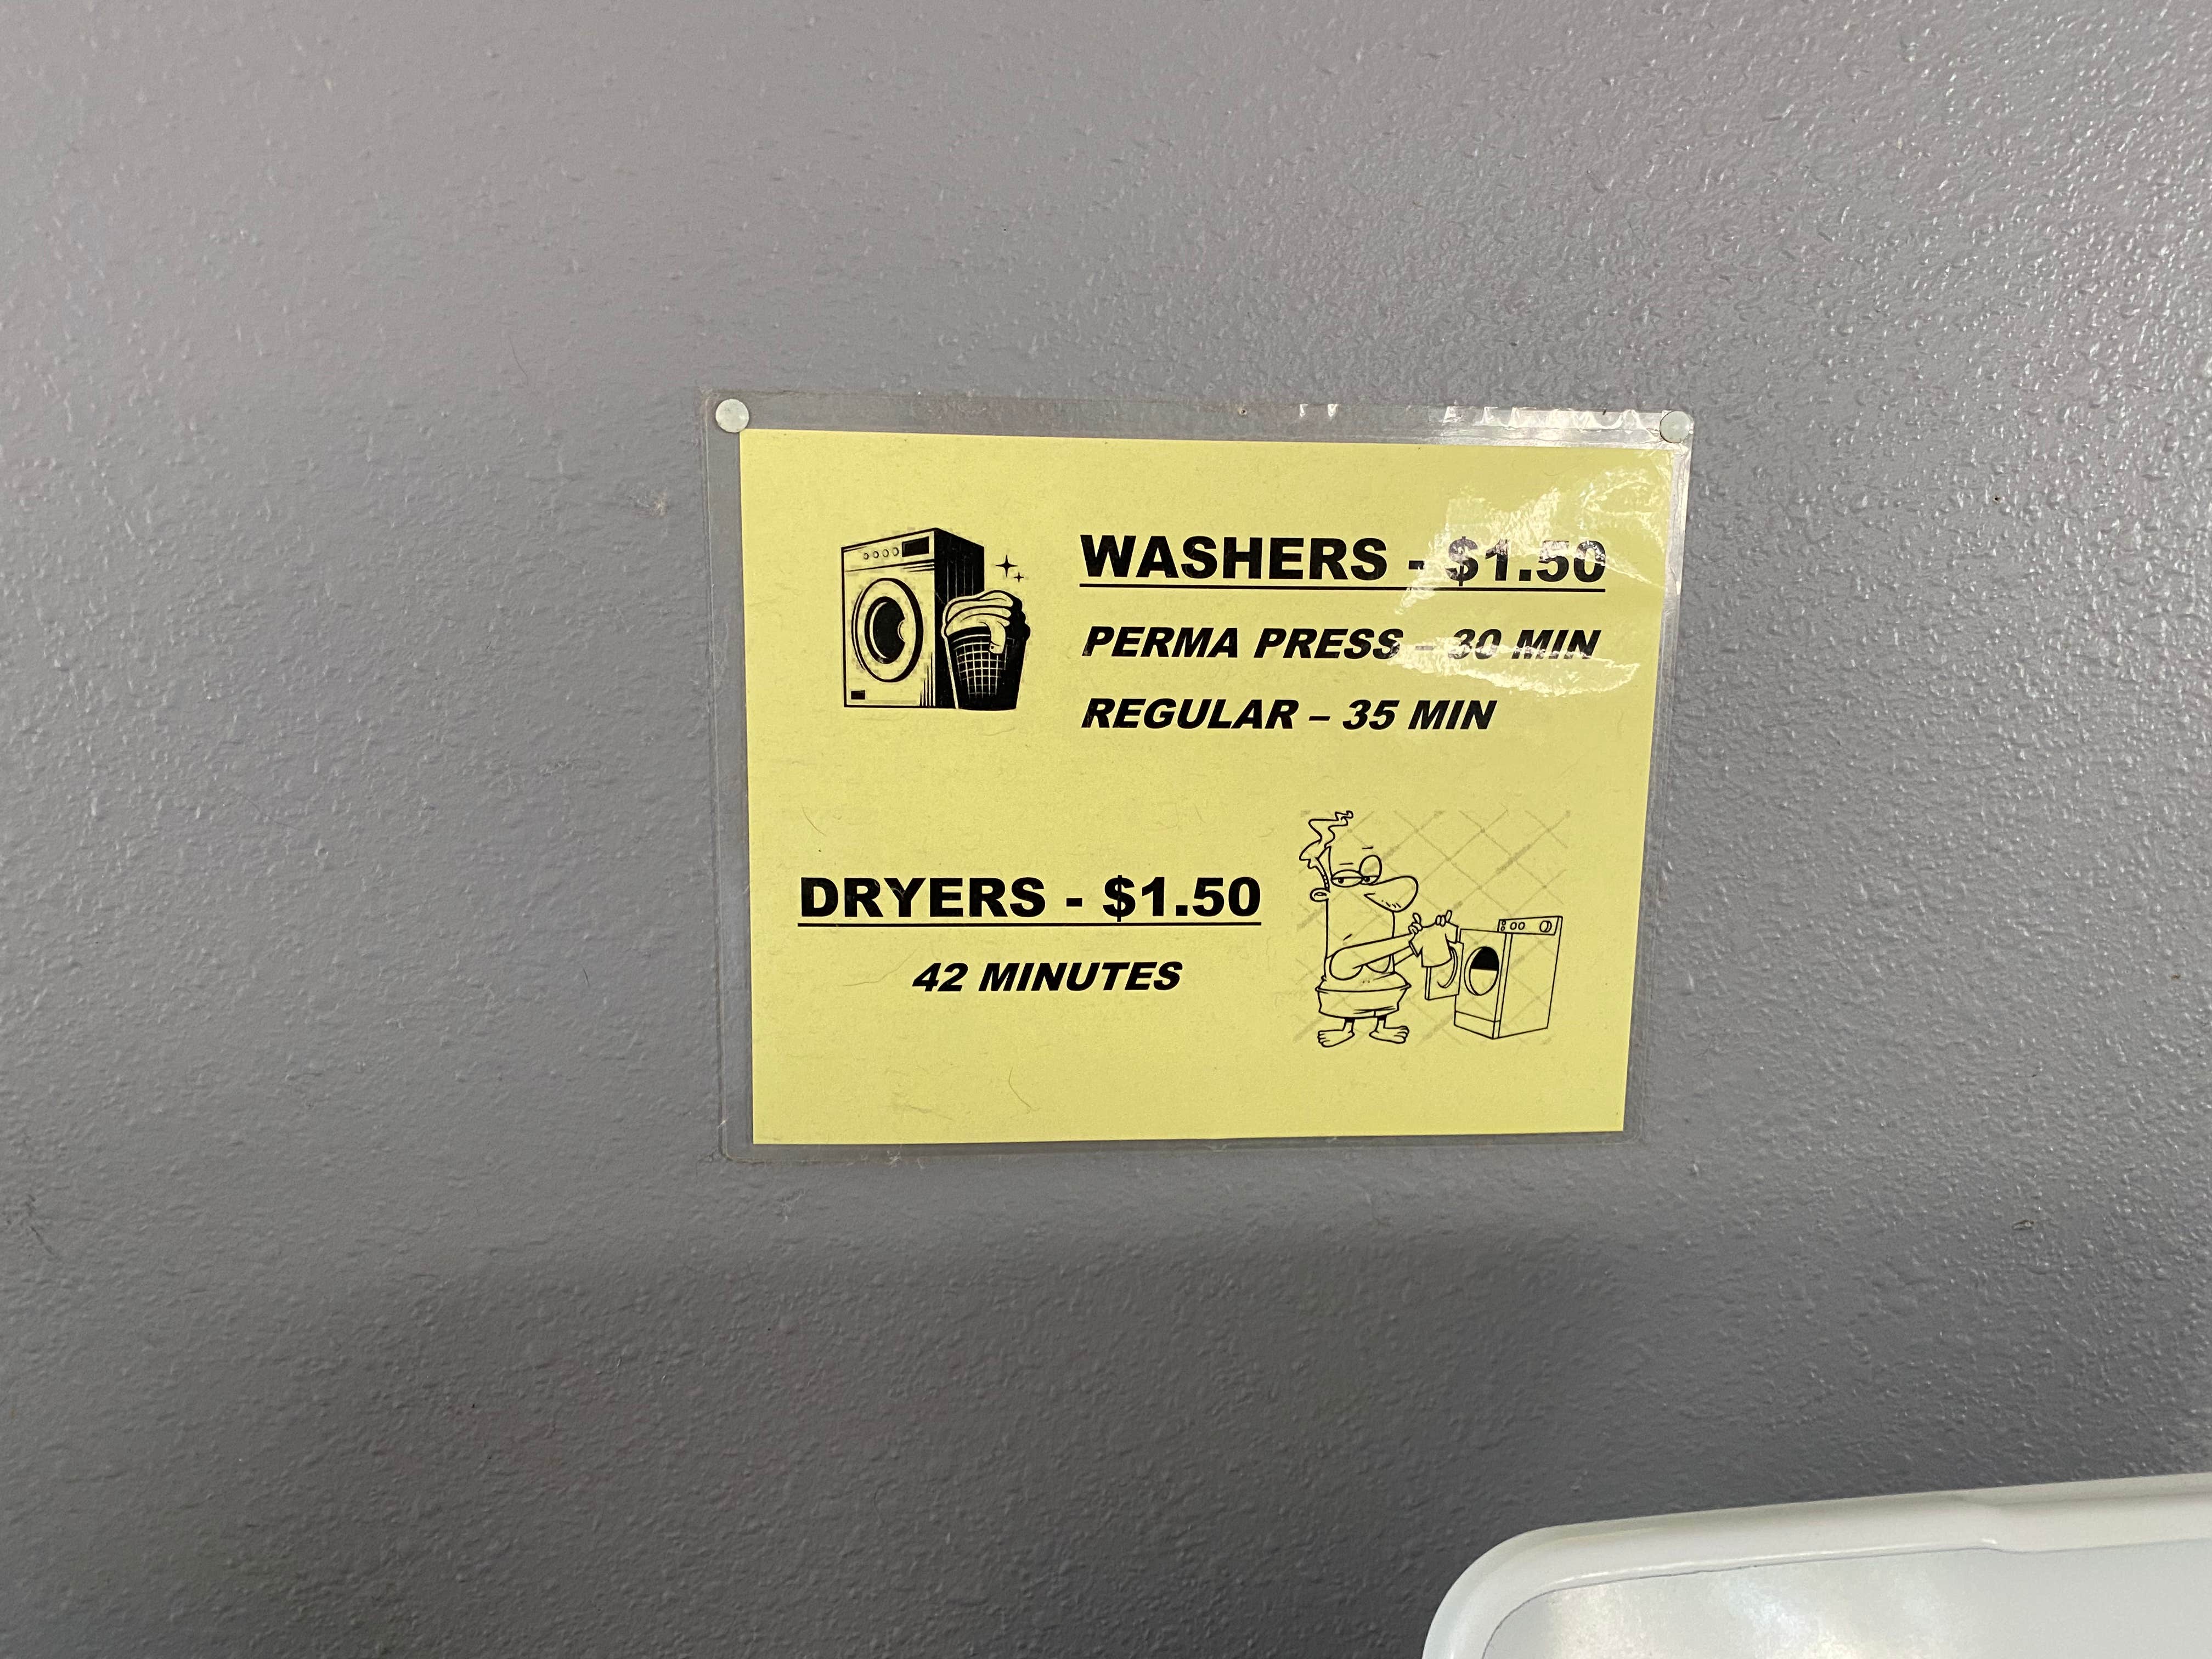 WASHERS - $1.50
PERMA PRESS – 30 MIN
REGULAR – 35 MIN
DRYERS - $1.50
42 MINUTES